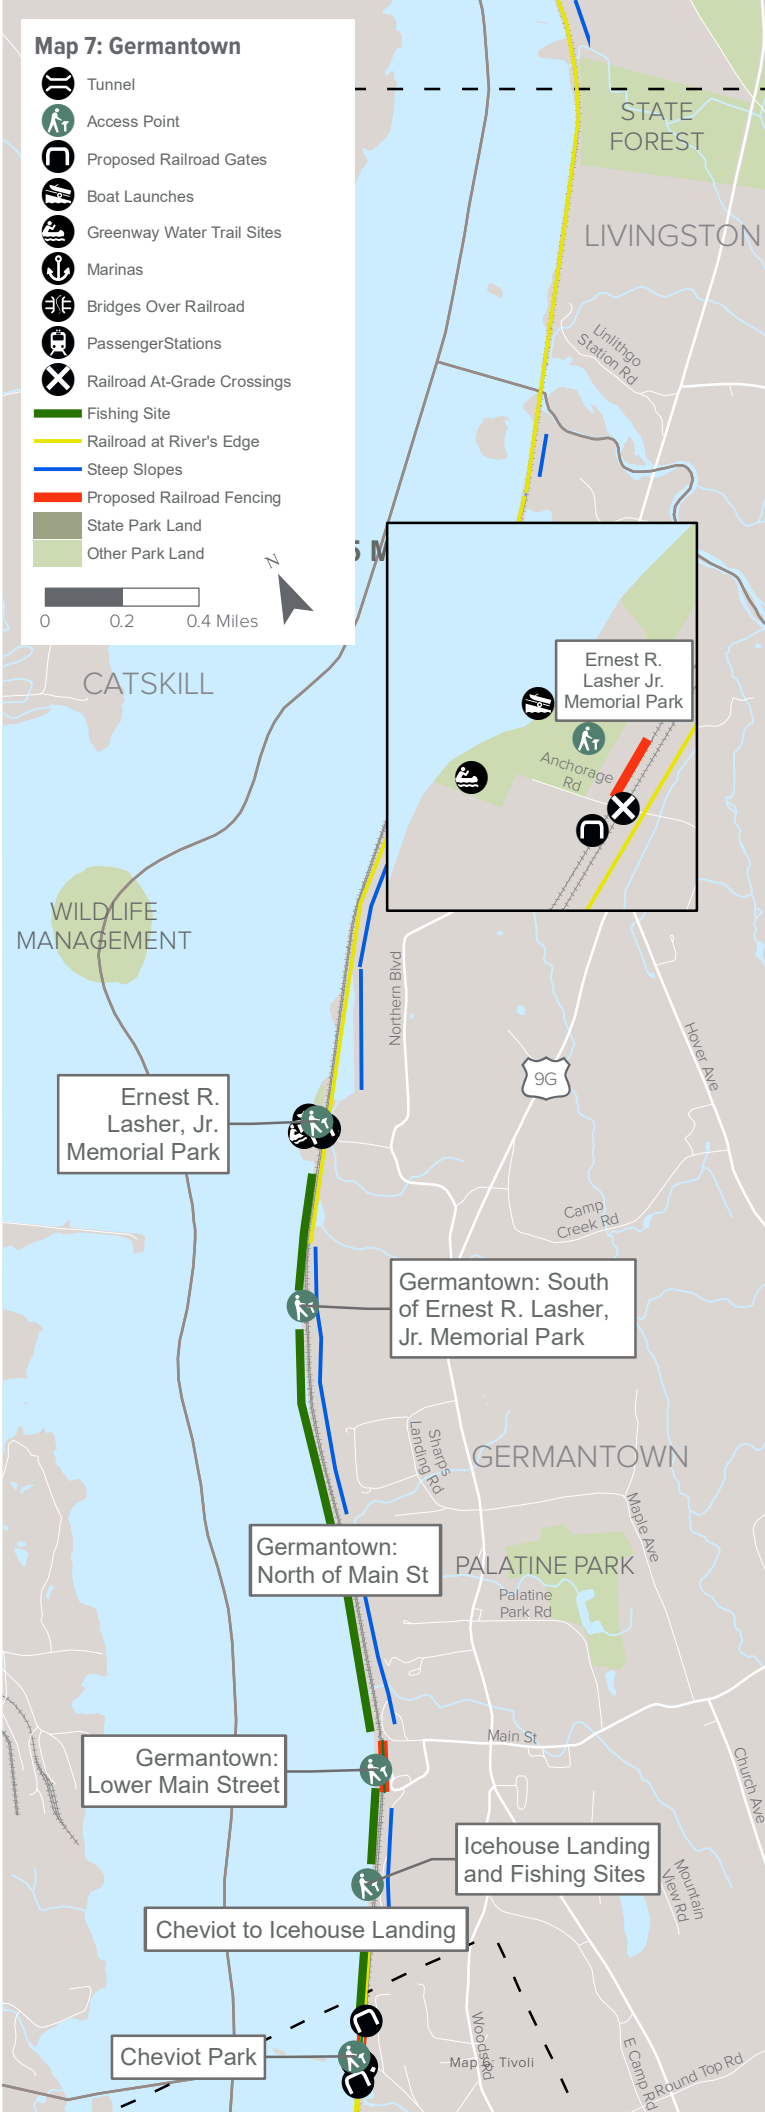 Map 7: Germantown
Tunnel
Access Point
Proposed Railroad Gates
Boat Launches
Greenway Water Trail Sites
Marinas
Bridges Over Railroad
PassengerStations
Railroad At-Grade Crossings
Fishing Site
Railroad at River's Edge
Steep Slopes
Proposed Railroad Fencing
State Park Land
Other Park Land
N
0 0.2 0.4 Miles
STATE
FOREST
LIVINGSTON
Linlithgo
Station Rd
5 M
CATSKILL
Ernest R.
Lasher Jr.
Memorial Park
Anchorage
Rd
WILDLIFE
MANAGEMENT
Northern Blvd
9G
Hover Ave
Ernest R.
Lasher, Jr.
Memorial Park
Camp
Creek Rd
Germantown: South
of Ernest R. Lasher,
Jr. Memorial Park
Sharps
Landing Rd
GERMANTOWN
Maple Ave
Germantown:
North of Main St
PALATINE PARK
Palatine
Park Rd
Main St
Germantown:
Lower Main Street
Church Ave
Icehouse Landing
and Fishing Sites
Mountain
View Rd
Cheviot to Icehouse Landing
Cheviot Park
Woods Rd
Map 6: Tivoli
E Camp Rd
Round Top Rd